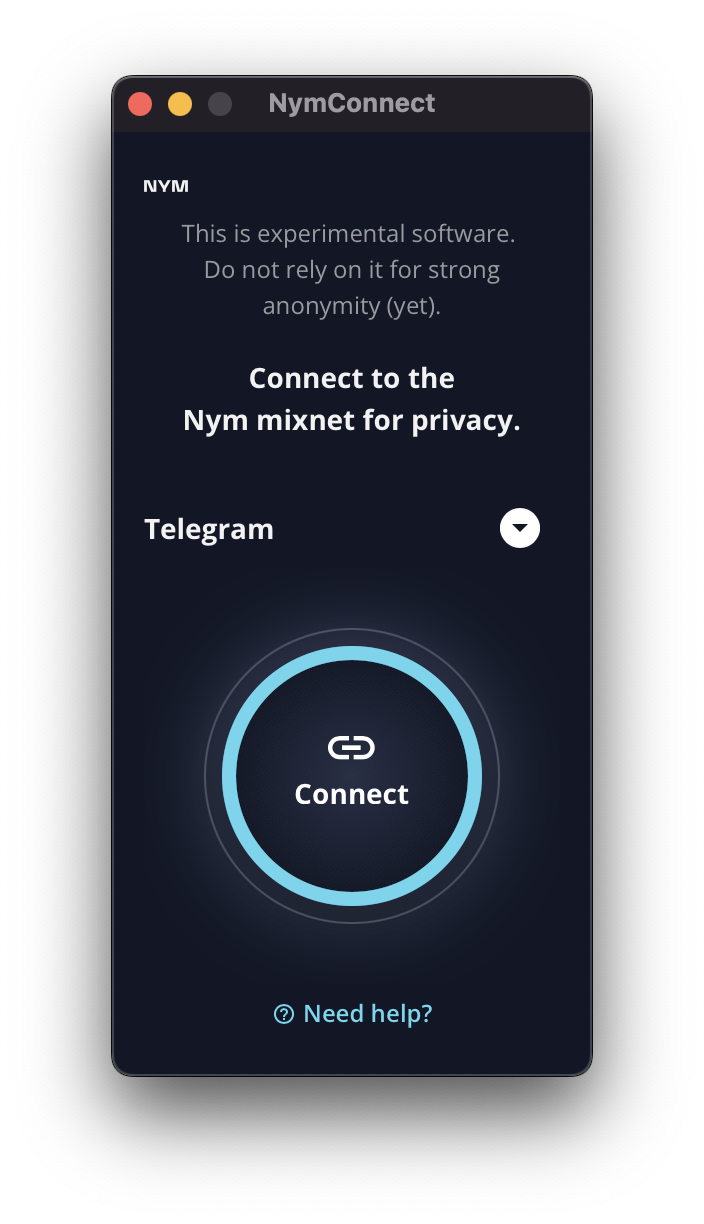 NymConnect
NYM
This is experimental software.
Do not rely on it for strong
anonymity (yet).
Connect to the
Nym mixnet for privacy.
Telegram
Connect
Need help?